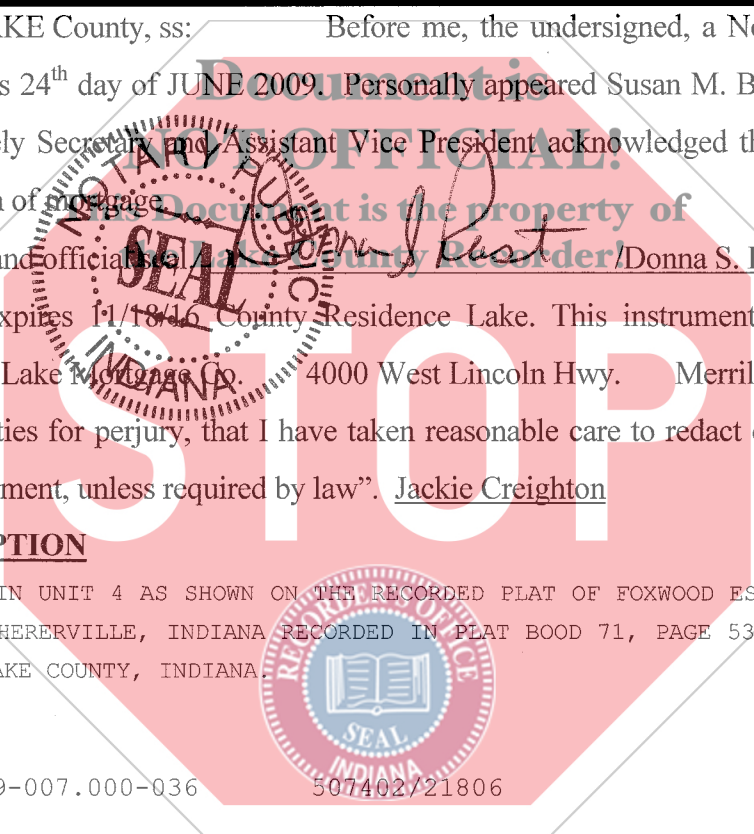 AKE County, ss: Before me, the undersigned, a No
s 24th day of JUNE 2009. Personally appeared Susan M. B
Document is
ely Secretary and Assistant Vice President acknowledged th
NOT OFFICIAL!
n of mortgage.
This Document is the property of
and official seal /Donna S.
the Lake County Recorder!
NOTARY PUBLIC
SEAL
INDIANA
expires 11/18/16 County Residence Lake. This instrument
Lake Mortgage Co. 4000 West Lincoln Hwy. Merril
STOP
ties for perjury, that I have taken reasonable care to redact
ment, unless required by law”. Jackie Creighton
PTION
IN UNIT 4 AS SHOWN ON THE RECORDED PLAT OF FOXWOOD ES
HERERVILLE, INDIANA RECORDED IN PLAT BOOD 71, PAGE 53
AKE COUNTY, INDIANA.
RECORDER'S OFFICE
SEAL
INDIANA
9-007.000-036 507402/21806